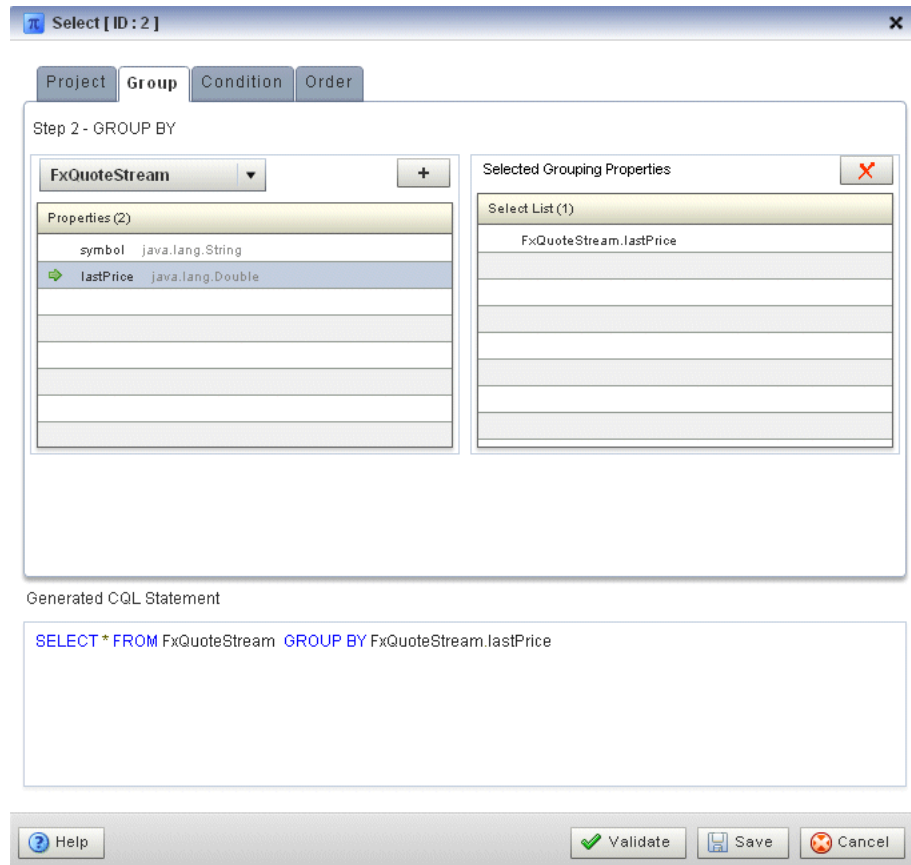 π Select [ ID : 2 ]
Project Group Condition Order
Step 2 - GROUP BY
FxQuoteStream +
Properties (2)
symbol java.lang.String
lastPrice java.lang.Double
Selected Grouping Properties
Select List (1)
FxQuoteStream.lastPrice
Generated CQL Statement
SELECT * FROM FxQuoteStream GROUP BY FxQuoteStream.lastPrice
? Help Validate Save Cancel